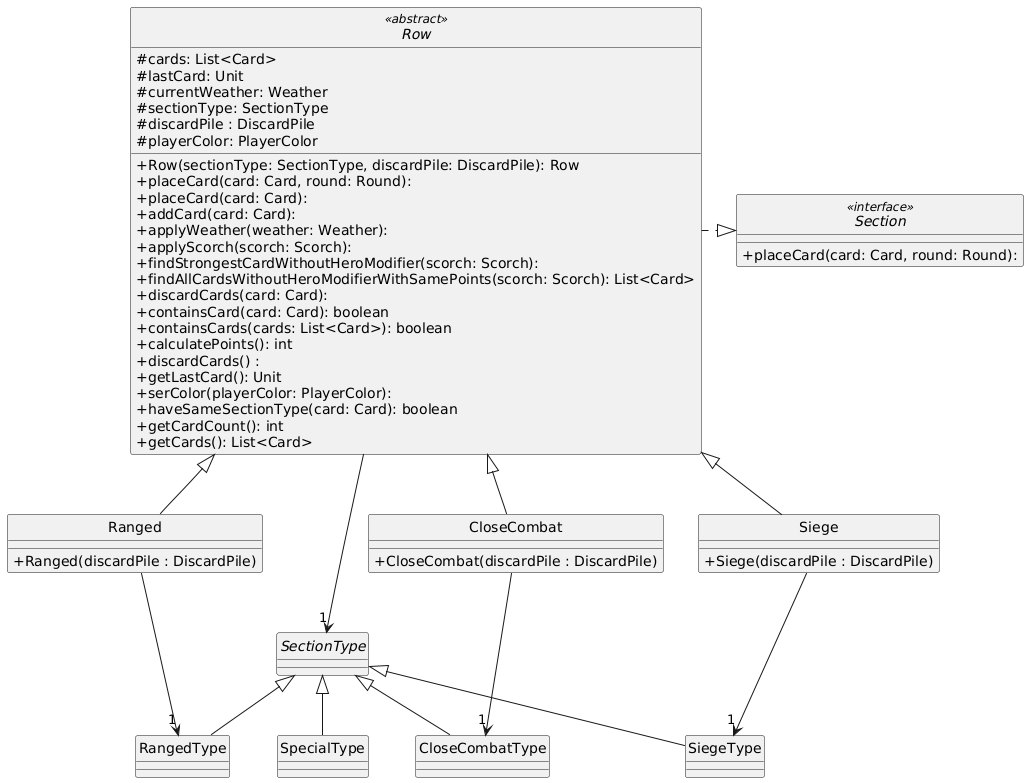 «abstract»
Row
#cards: List<Card>
#lastCard: Unit
#currentWeather: Weather
#sectionType: SectionType
#discardPile : DiscardPile
#playerColor: PlayerColor
+Row(sectionType: SectionType, discardPile: DiscardPile): Row
+placeCard(card: Card, round: Round):
+placeCard(card: Card):
+addCard(card: Card):
+applyWeather(weather: Weather):
+applyScorch(scorch: Scorch):
+findStrongestCardWithoutHeroModifier(scorch: Scorch):
+findAllCardsWithoutHeroModifierWithSamePoints(scorch: Scorch): List<Card>
+discardCards(card: Card):
+containsCard(card: Card): boolean
+containsCards(cards: List<Card>): boolean
+calculatePoints(): int
+discardCards() :
+getLastCard(): Unit
+serColor(playerColor: PlayerColor):
+haveSameSectionType(card: Card): boolean
+getCardCount(): int
+getCards(): List<Card>
«interface»
Section
+placeCard(card: Card, round: Round):
Ranged
+Ranged(discardPile : DiscardPile)
CloseCombat
+CloseCombat(discardPile : DiscardPile)
Siege
+Siege(discardPile : DiscardPile)
1
SectionType
1
1
1
RangedType
SpecialType
CloseCombatType
SiegeType